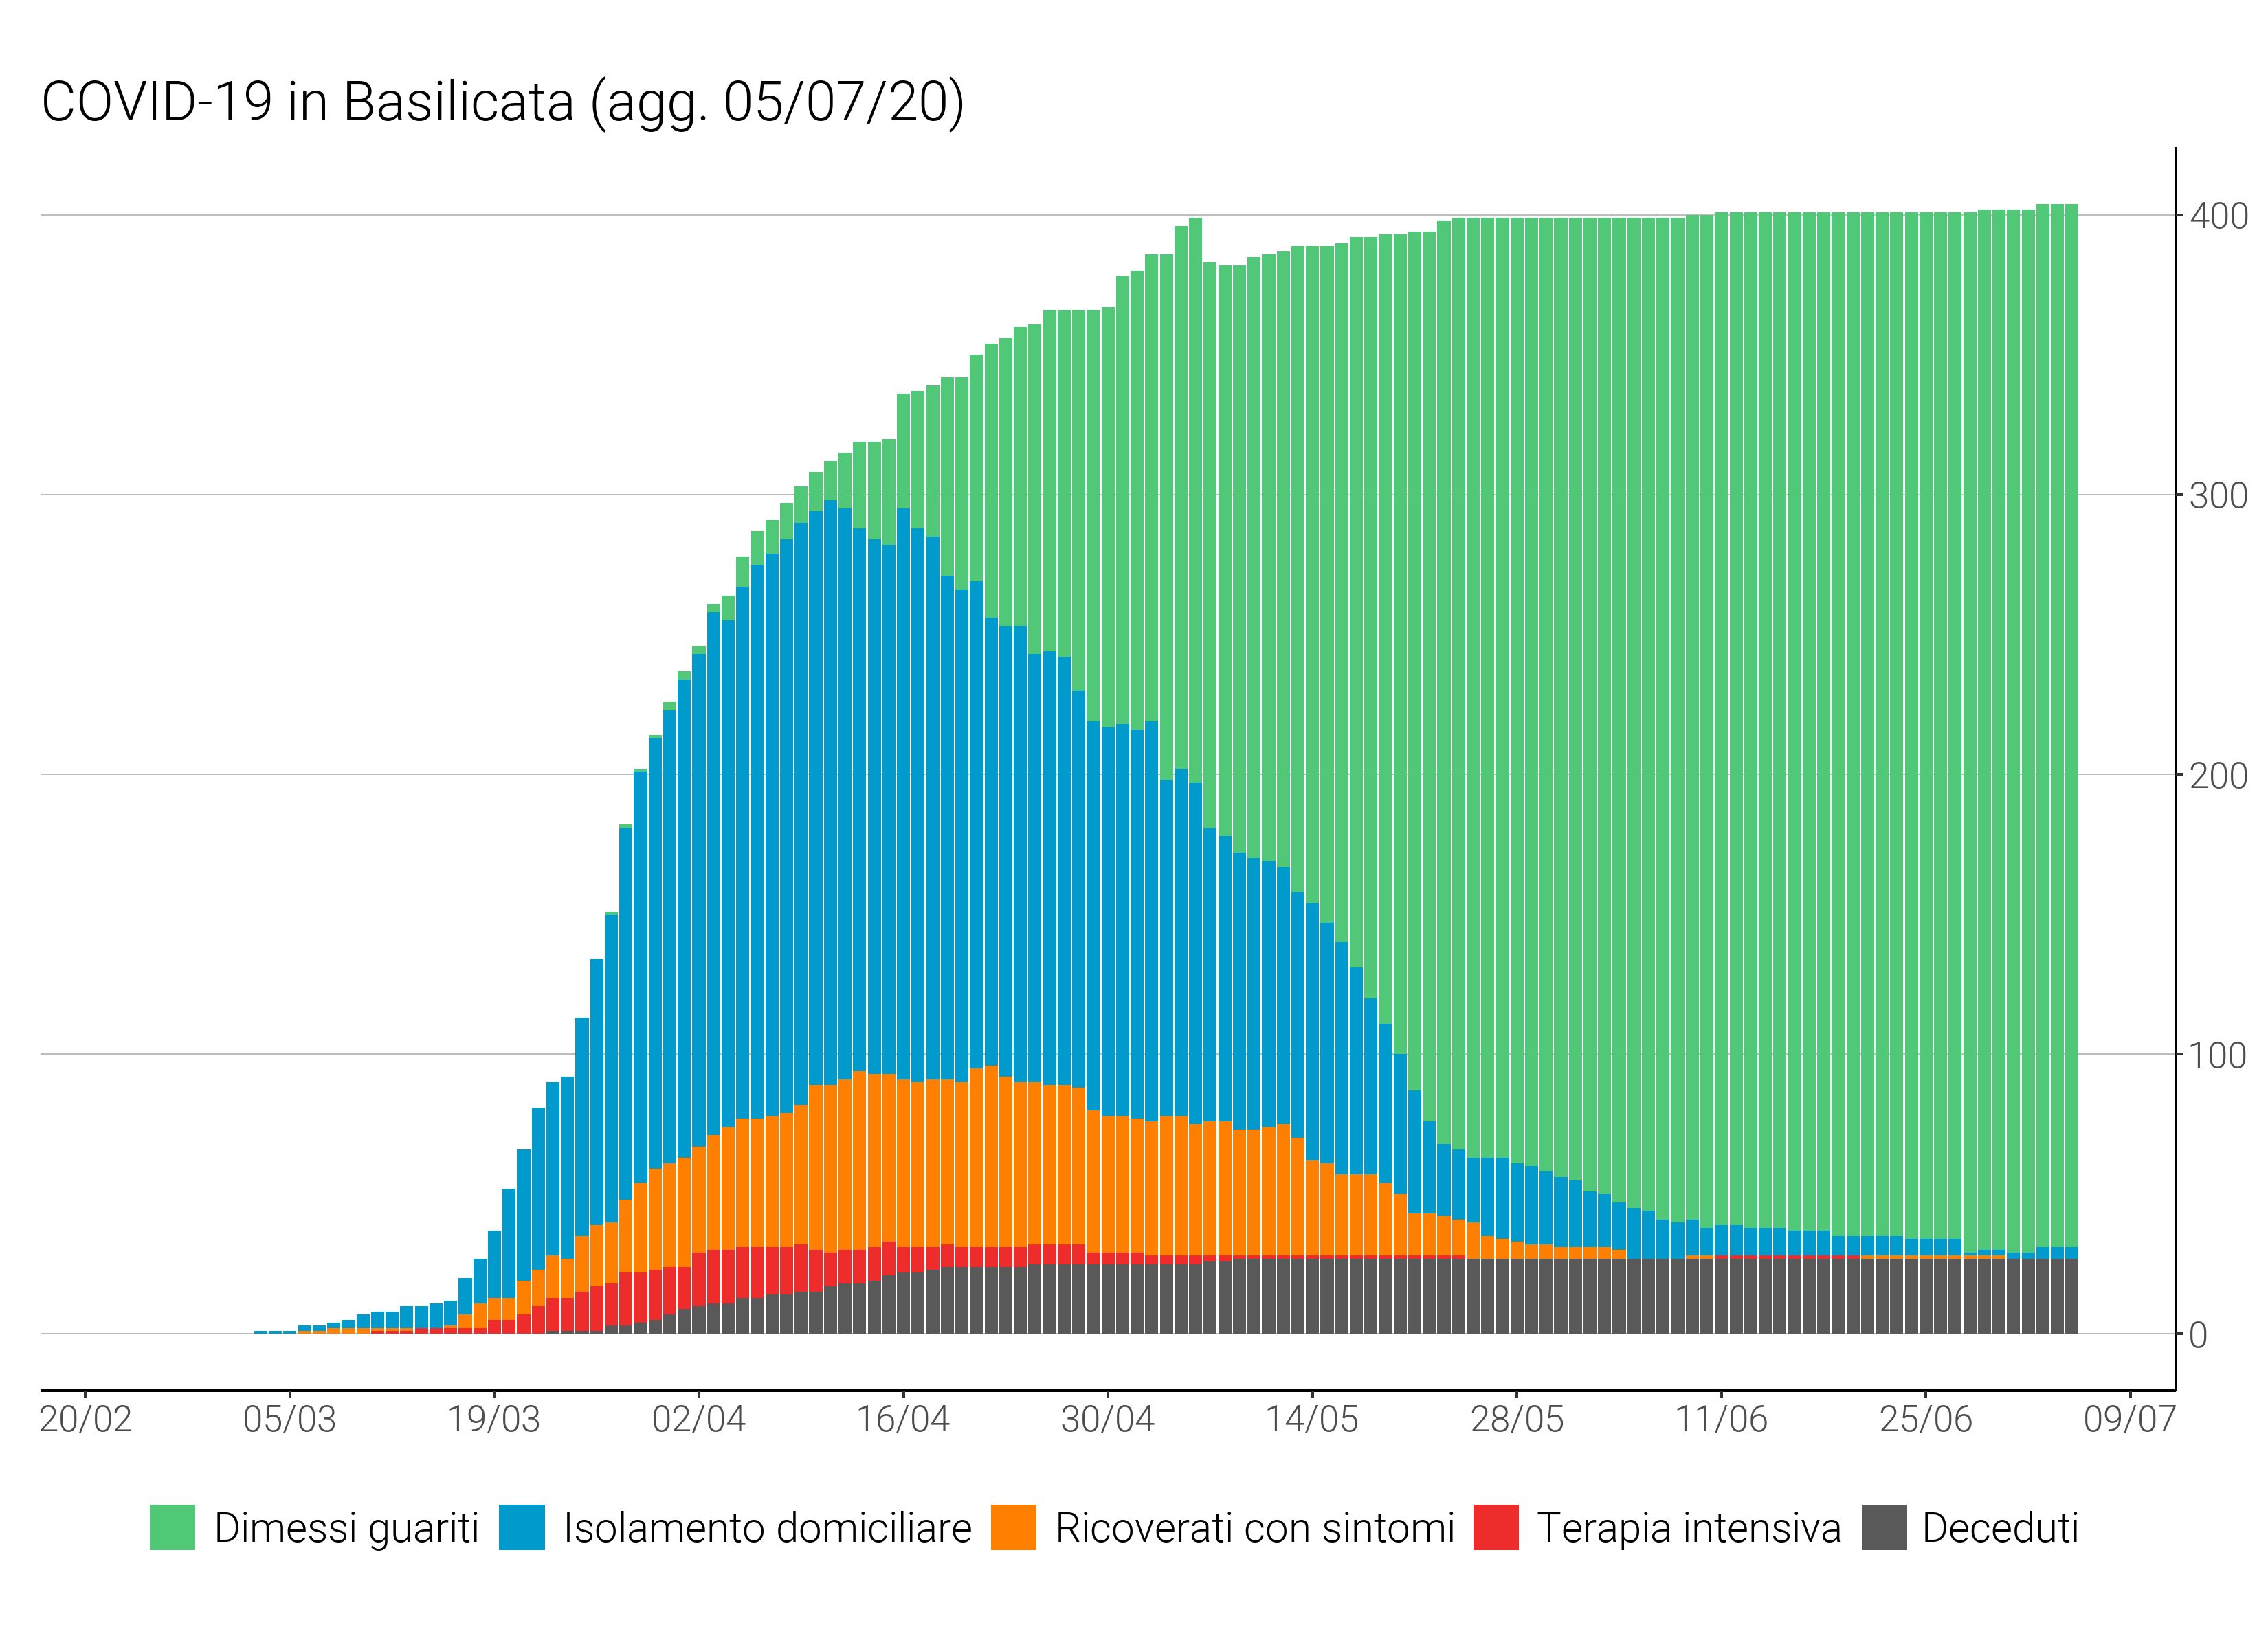 COVID-19 in Basilicata (agg. 05/07/20)
400
300
200
100
0
20/02 05/03 19/03 02/04 16/04 30/04 14/05 28/05 11/06 25/06 09/07
Dimessi guariti Isolamento domiciliare Ricoverati con sintomi Terapia intensiva Deceduti